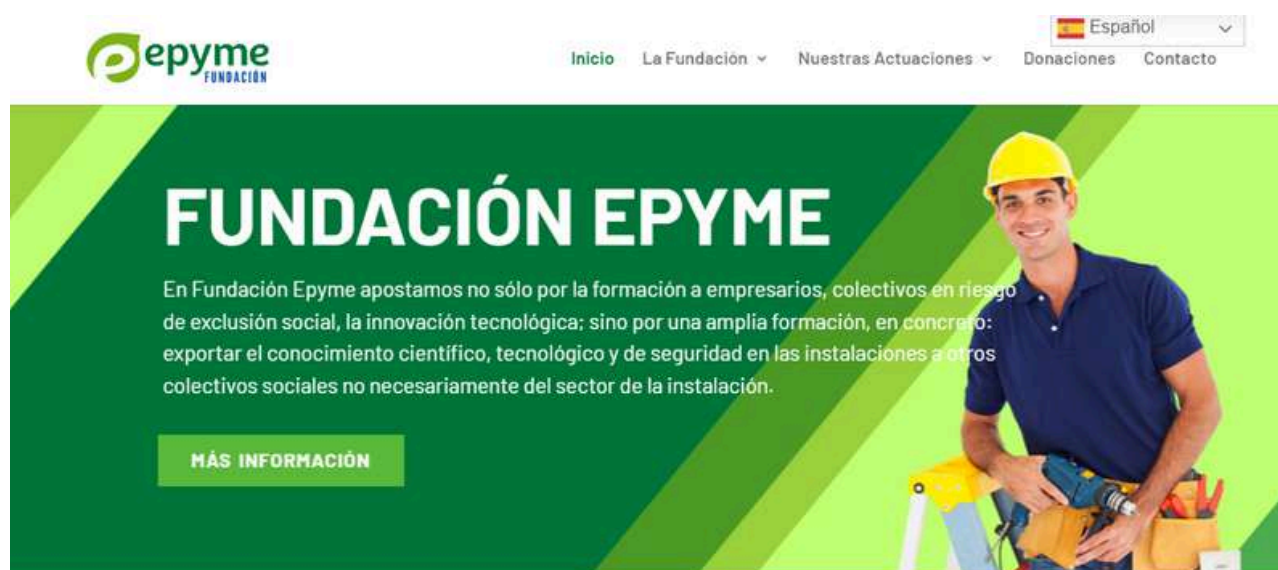 Español
epyme
FUNDACIÓN
Inicio La Fundación Nuestras Actuaciones Donaciones Contacto
FUNDACIÓN EPYME
En Fundación Epyme apostamos no sólo por la formación a empresarios, colectivos en riesgo
de exclusión social, la innovación tecnológica; sino por una amplia formación, en concreto:
exportar el conocimiento científico, tecnológico y de seguridad en las instalaciones a otros
colectivos sociales no necesariamente del sector de la instalación.
MÁS INFORMACIÓN